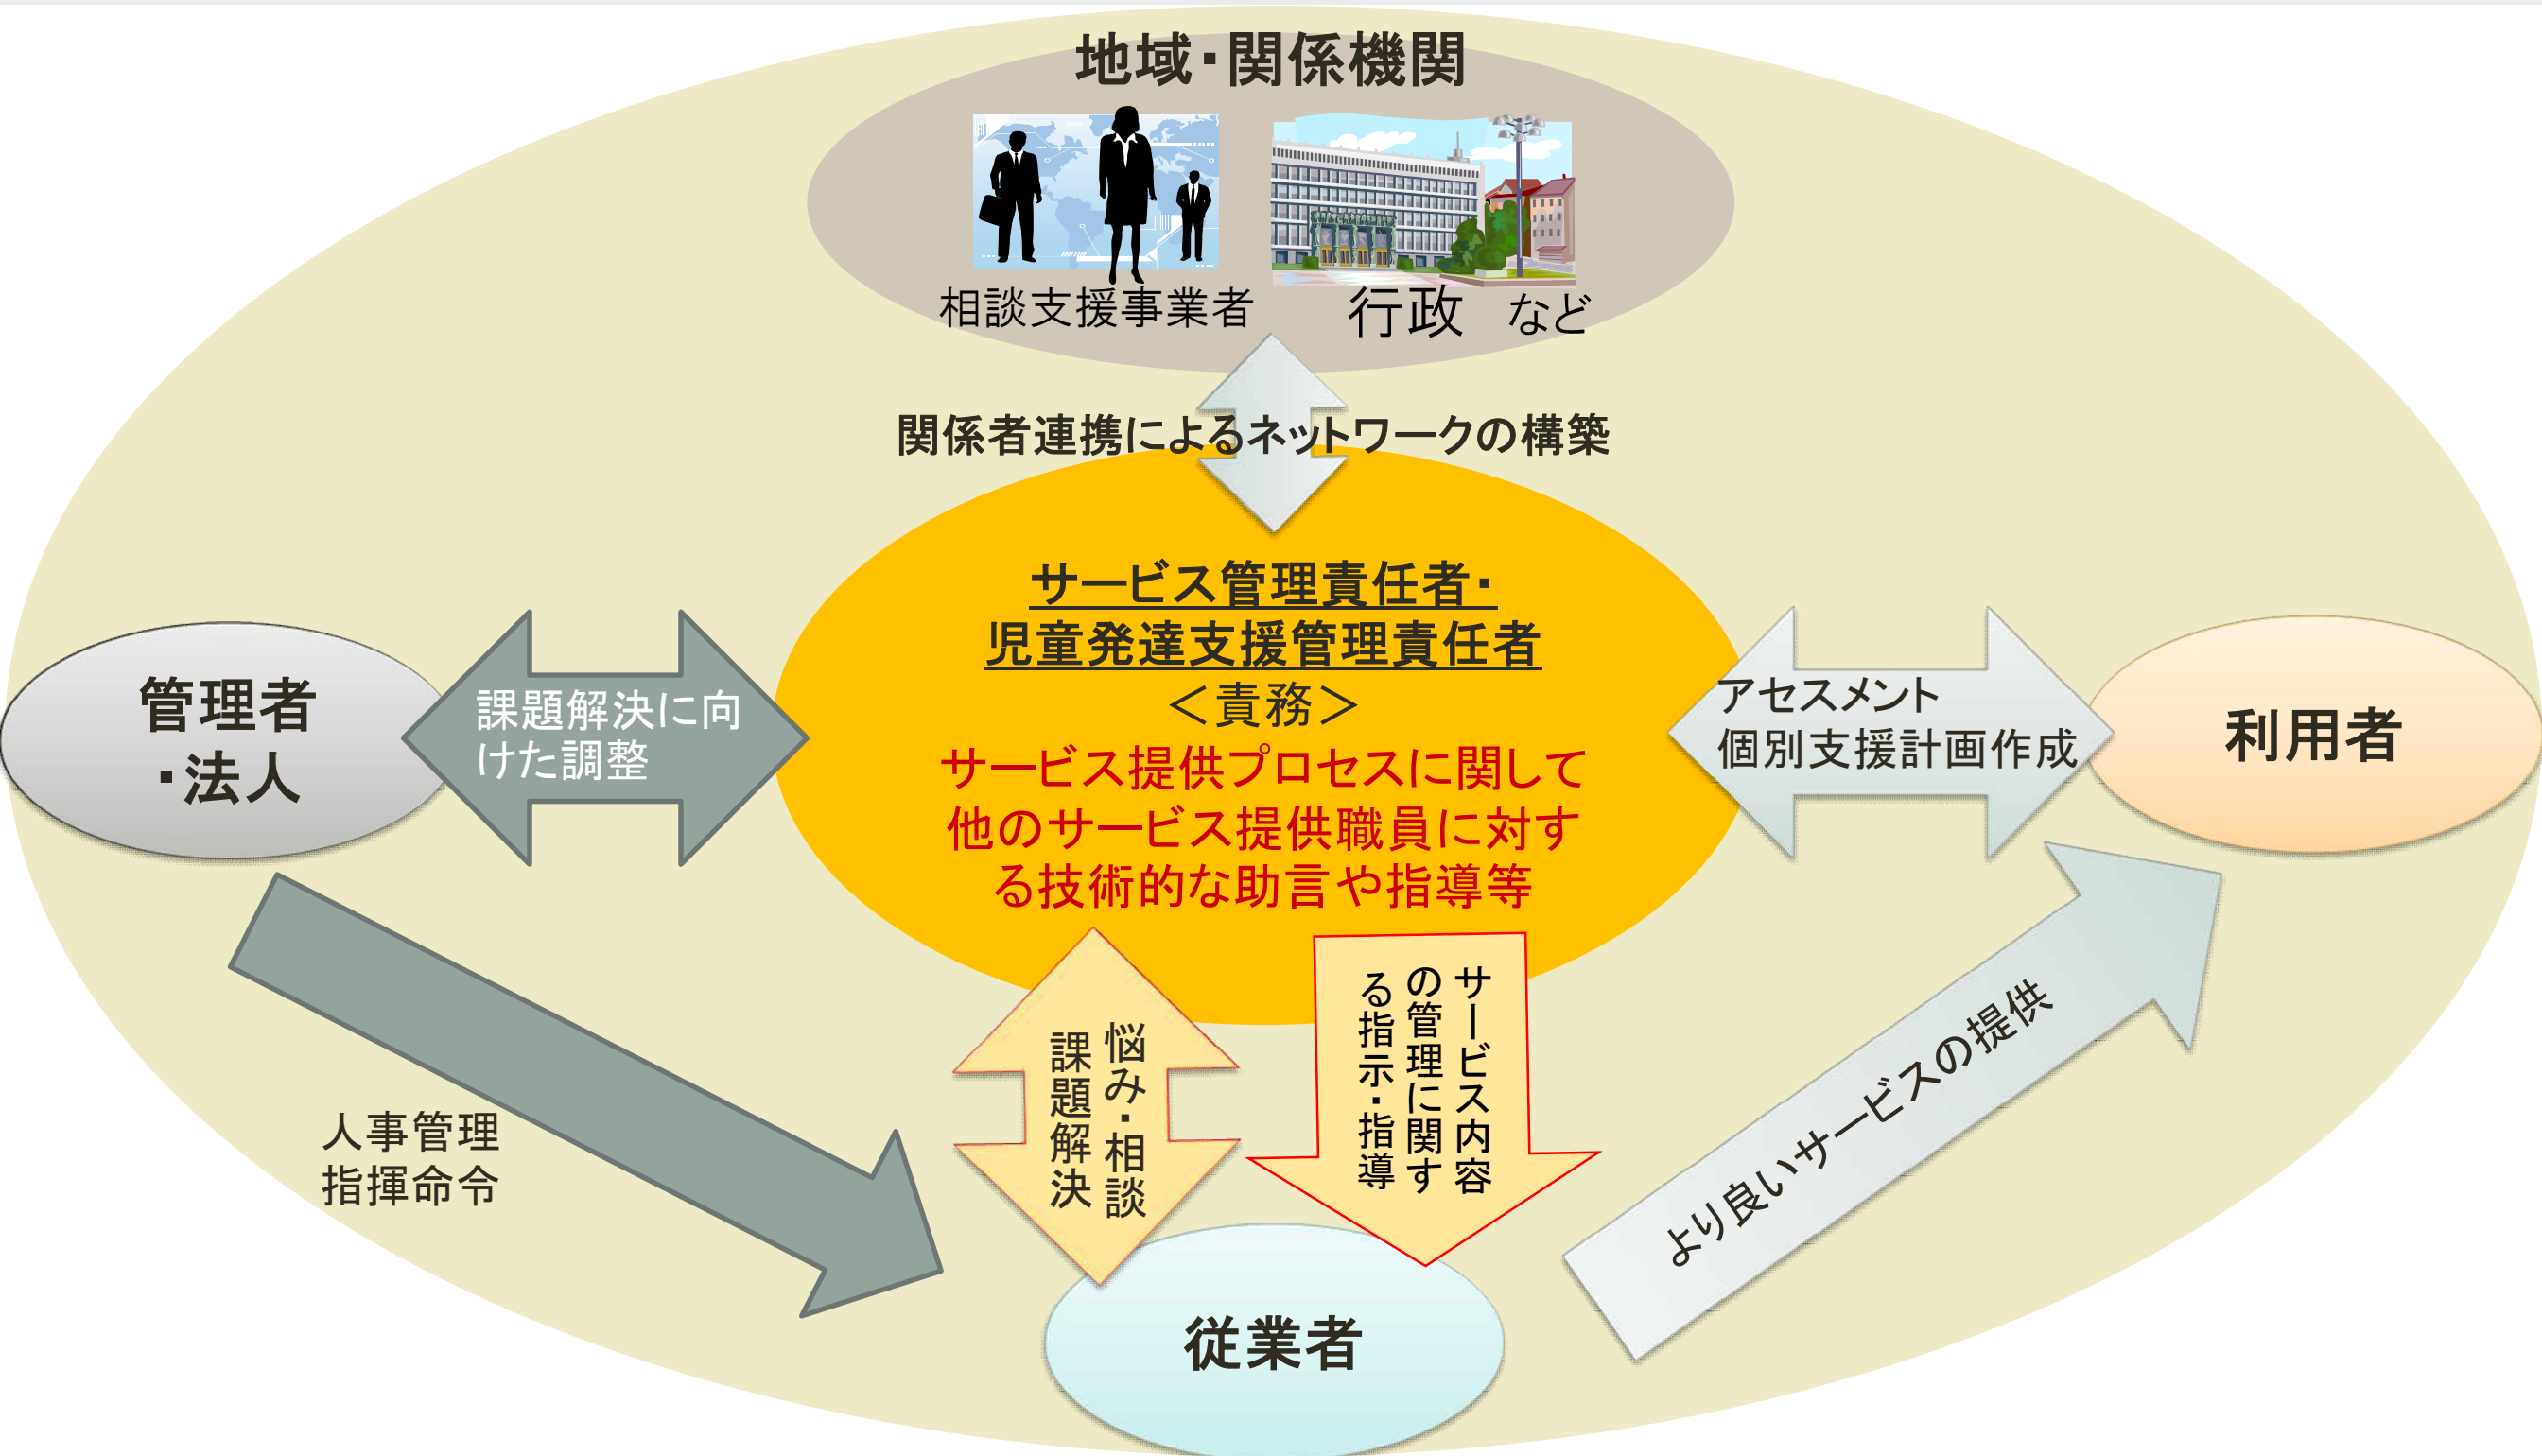 地域・関係機関
相談支援事業者
行政 など
関係者連携によるネットワークの構築
サービス管理責任者・
児童発達支援管理責任者
＜責務＞
サービス提供プロセスに関して
他のサービス提供職員に対す
る技術的な助言や指導等
管理者
・法人
課題解決に向
けた調整
アセスメント
個別支援計画作成
利用者
人事管理
指揮命令
悩み・相談
課題解決
サービス内容
の管理に関す
る指示・指導
より良いサービスの提供
従業者